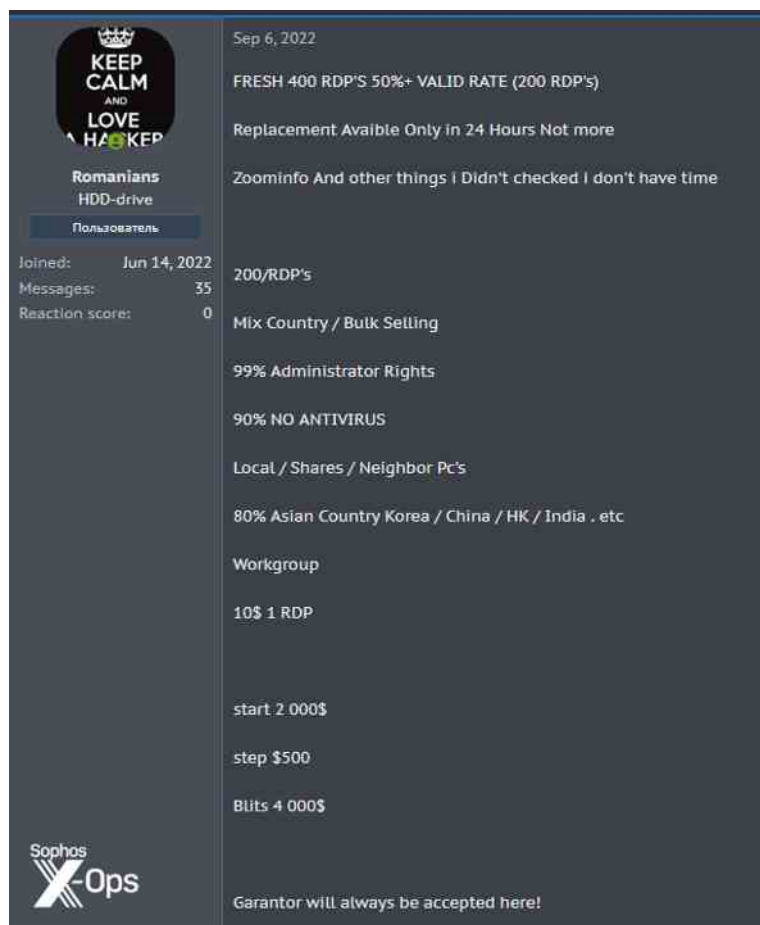 KEEP
CALM
AND
LOVE
Romanians
HDD-drive
Пользователь
Joined: Jun 14, 2022
Messages: 35
Reaction score: 0
Sep 6, 2022
FRESH 400 RDP'S 50%+ VALID RATE (200 RDP's)
Replacement Avaible Only in 24 Hours Not more
Zoominfo And other things i Didn't checked I don't have time
200/RDP's
Mix Country / Bulk Selling
99% Administrator Rights
90% NO ANTIVIRUS
Local / Shares / Neighbor Pc's
80% Asian Country Korea / China / HK / India . etc
Workgroup
10$ 1 RDP
start 2 000$
step $500
Blits 4 000$
Garantor will always be accepted here!
Sophos
X-Ops